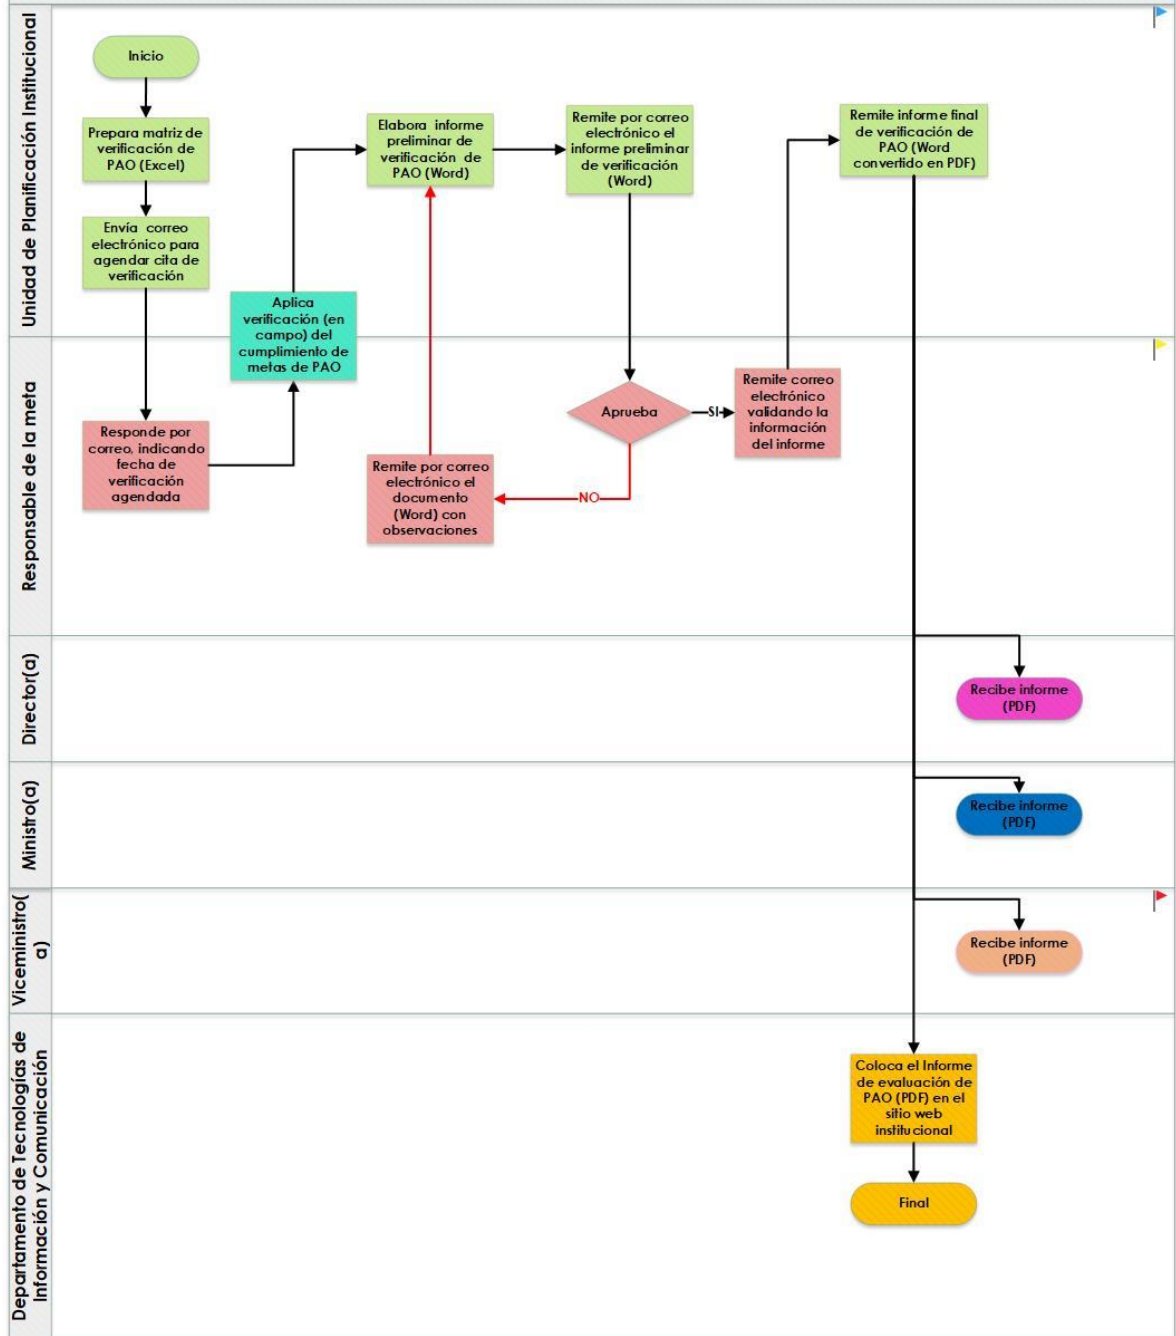 Unidad de Planificación Institucional
Inicio
Prepara matriz de
verificación de
PAO (Excel)
Envía correo
electrónico para
agendar cita de
verificación
Aplica
verificación (en
campo) del
cumplimiento de
metas de PAO
Elabora informe
preliminar de
verificación de
PAO (Word)
Remite por correo
electrónico el
informe preliminar
de verificación
(Word)
Remite informe final
de verificación de
PAO (Word
convertido en PDF)
Responsable de la meta
Responde por
correo, indicando
fecha de
verificación
agendada
Remite por correo
electrónico el
documento
(Word) con
observaciones
NO
Aprueba
SI
Remite correo
electrónico
validando la
información
del informe
Director(a)
Recibe informe
(PDF)
Ministro(a)
Recibe informe
(PDF)
Viceministro(
a)
Recibe informe
(PDF)
Departamento de Tecnologías de
Información y Comunicación
Coloca el Informe
de evaluación de
PAO (PDF) en el
sitio web
institucional
Final